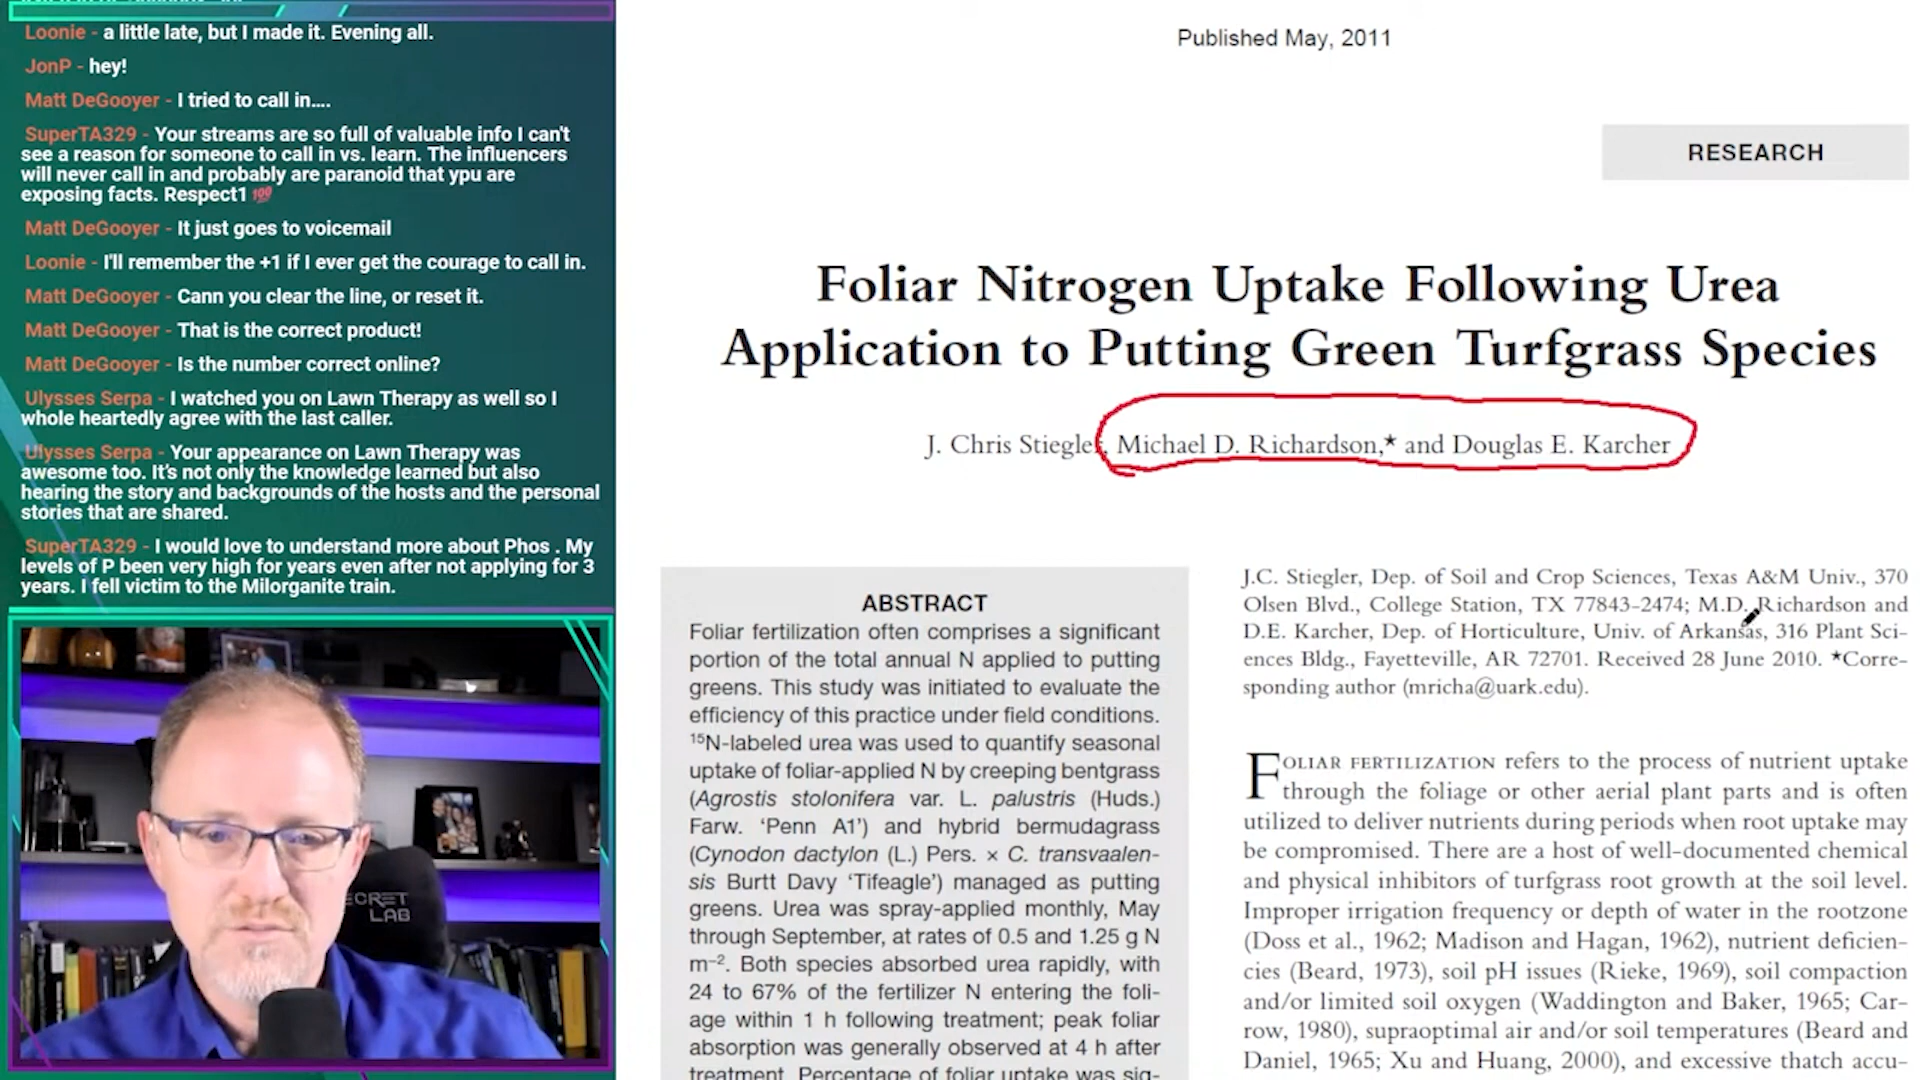 Loonie - a little late, but I made it. Evening all.
JonP - hey!
Matt DeGooyer - I tried to call in....
SuperTA329 - Your streams are so full of valuable info I can't
see a reason for someone to call in vs. learn. The influencers
will never call in and probably are paranoid that ypu are
exposing facts. Respect1 💯
Matt DeGooyer - It just goes to voicemail
Loonie - I'll remember the +1 if I ever get the courage to call in.
Matt DeGooyer - Cann you clear the line, or reset it.
Matt DeGooyer - That is the correct product!
Matt DeGooyer - Is the number correct online?
Ulysses Serpa - I watched you on Lawn Therapy as well so I
whole heartedly agree with the last caller.
Ulysses Serpa - Your appearance on Lawn Therapy was
awesome too. It's not only the knowledge learned but also
hearing the story and backgrounds of the hosts and the personal
stories that are shared.
SuperTA329 - I would love to understand more about Phos . My
levels of P been very high for years even after not applying for 3
years. I fell victim to the Milorganite train.
SECRET
LAB
Published May, 2011
RESEARCH
Foliar Nitrogen Uptake Following Urea
Application to Putting Green Turfgrass Species
J. Chris Stiegler, Michael D. Richardson,* and Douglas E. Karcher
ABSTRACT
Foliar fertilization often comprises a significant
portion of the total annual N applied to putting
greens. This study was initiated to evaluate the
efficiency of this practice under field conditions.
¹⁵N-labeled urea was used to quantify seasonal
uptake of foliar-applied N by creeping bentgrass
(Agrostis stolonifera var. L. palustris (Huds.)
Farw. ‘Penn A1’) and hybrid bermudagrass
(Cynodon dactylon (L.) Pers. × C. transvaalen-
sis Burtt Davy ‘Tifeagle’) managed as putting
greens. Urea was spray-applied monthly, May
through September, at rates of 0.5 and 1.25 g N
m⁻². Both species absorbed urea rapidly, with
24 to 67% of the fertilizer N entering the foli-
age within 1 h following treatment; peak foliar
absorption was generally observed at 4 h after
treatment. Percentage of foliar uptake was sig-
J.C. Stiegler, Dep. of Soil and Crop Sciences, Texas A&M Univ., 370
Olsen Blvd., College Station, TX 77843-2474; M.D. Richardson and
D.E. Karcher, Dep. of Horticulture, Univ. of Arkansas, 316 Plant Sci-
ences Bldg., Fayetteville, AR 72701. Received 28 June 2010. *Corre-
sponding author (mricha@uark.edu).
FOLIAR FERTILIZATION refers to the process of nutrient uptake
through the foliage or other aerial plant parts and is often
utilized to deliver nutrients during periods when root uptake may
be compromised. There are a host of well-documented chemical
and physical inhibitors of turfgrass root growth at the soil level.
Improper irrigation frequency or depth of water in the rootzone
(Doss et al., 1962; Madison and Hagan, 1962), nutrient deficien-
cies (Beard, 1973), soil pH issues (Rieke, 1969), soil compaction
and/or limited soil oxygen (Waddington and Baker, 1965; Car-
row, 1980), supraoptimal air and/or soil temperatures (Beard and
Daniel, 1965; Xu and Huang, 2000), and excessive thatch accu-